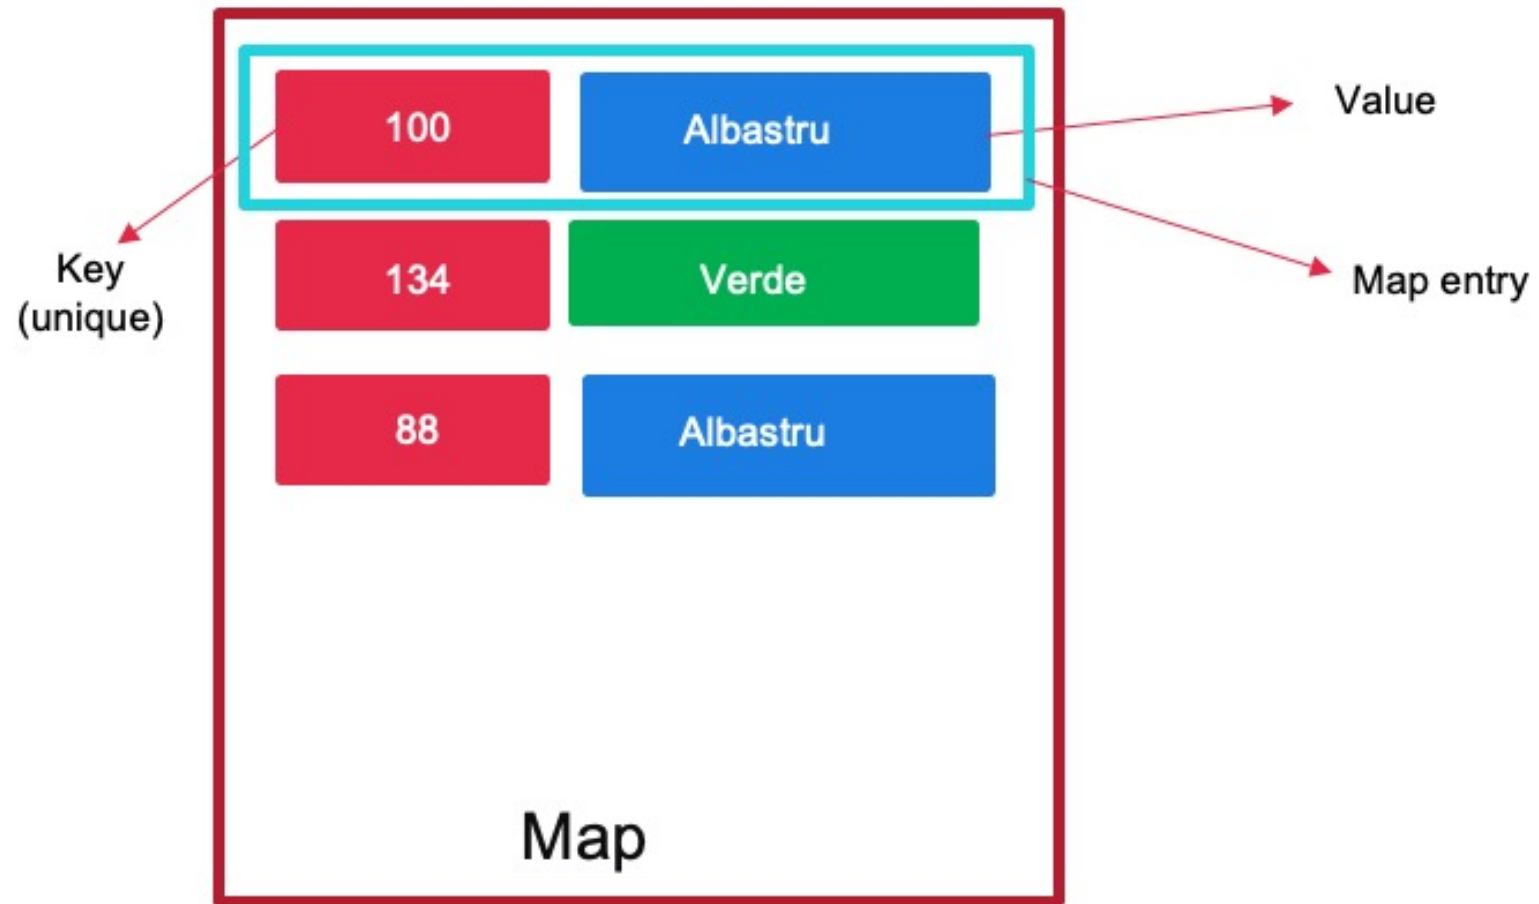 100
Albastru
Value
Key
(unique)
134
Verde
Map entry
88
Albastru
Map